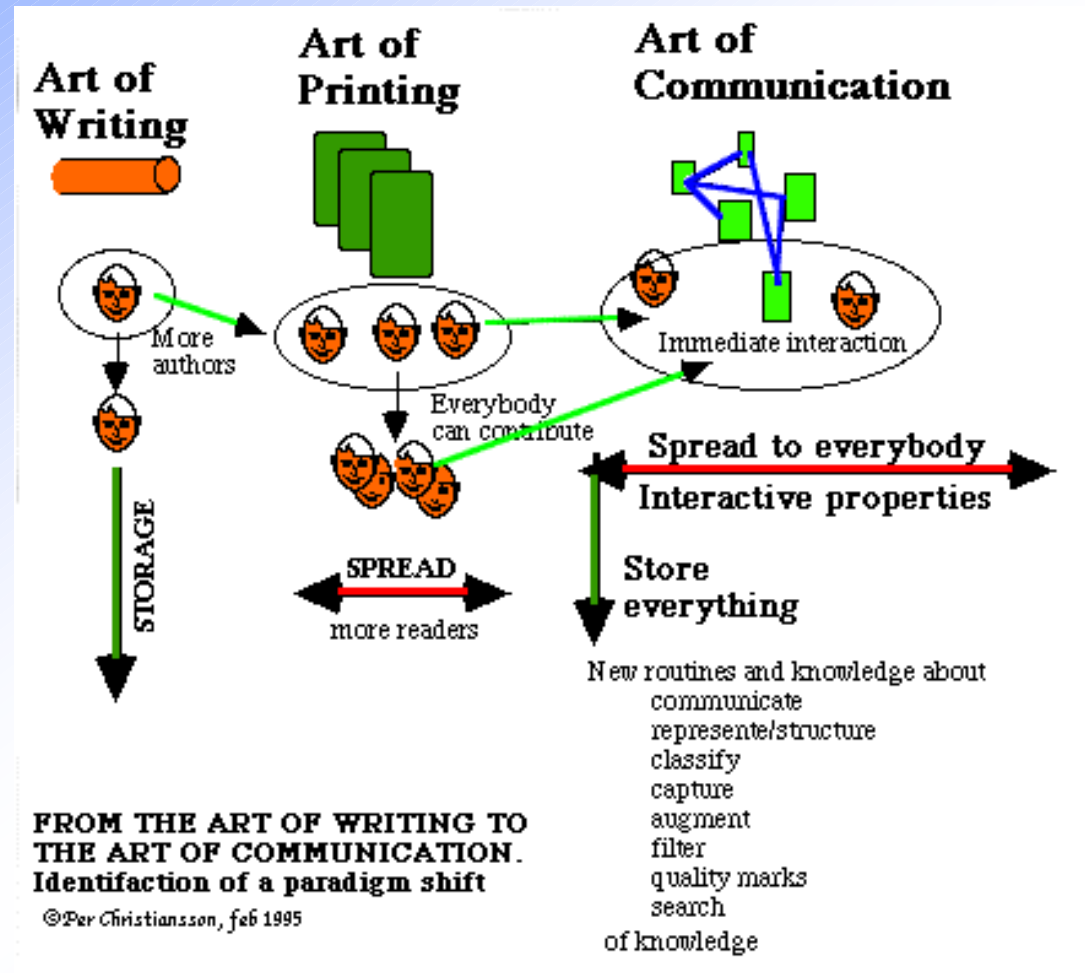 Art of
Writing
Art of
Printing
Art of
Communication
More
authors
STORAGE
Everybody
can contribute
SPREAD
more readers
Immediate interaction
Spread to everybody
Interactive properties
Store
everything
New routines and knowledge about
communicate
represente/structure
classify
capture
augment
filter
quality marks
search
of knowledge
FROM THE ART OF WRITING TO
THE ART OF COMMUNICATION.
Identifaction of a paradigm shift
©Per Christiansson, feb 1995